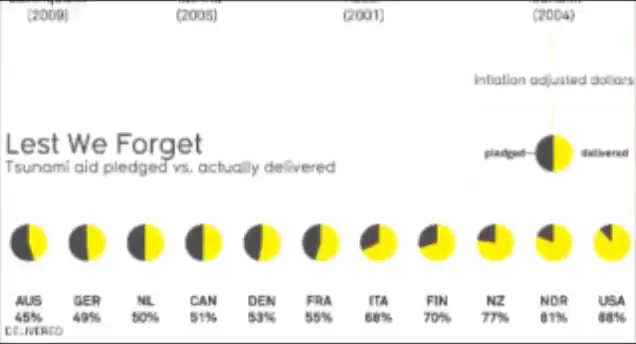 (2009) (2005) (2001) (2004)
inflation adjusted dollars
Lest We Forget
Tsunami aid pledged vs. actually delivered
pledged delivered
AUS GER NL CAN DEN FRA ITA FIN NZ NOR USA
45% 49% 50% 51% 53% 55% 68% 70% 77% 81% 88%
DELIVERED